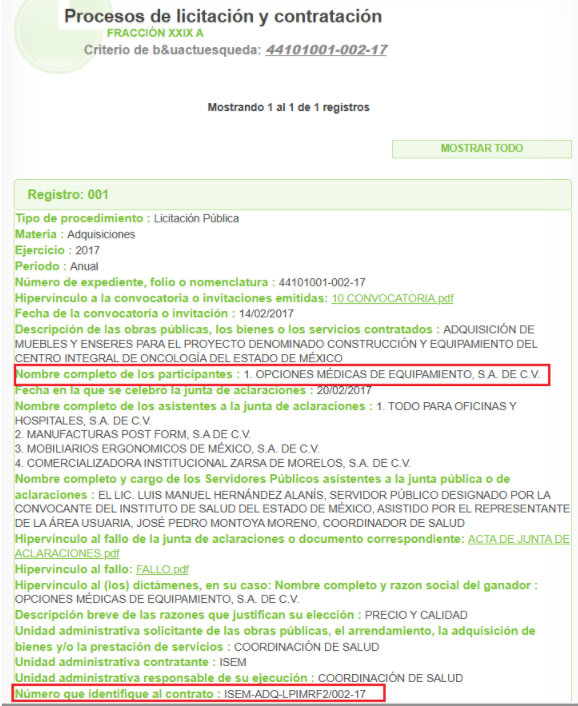 Procesos de licitación y contratación
FRACCIÓN XXIX A
Criterio de b&uactuesqueda: 44101001-002-17
Mostrando 1 al 1 de 1 registros
MOSTRAR TODO
Registro: 001
Tipo de procedimiento : Licitación Pública
Materia : Adquisiciones
Ejercicio : 2017
Periodo : Anual
Número de expediente, folio o nomenclatura : 44101001-002-17
Hipervinculo a la convocatoria o invitaciones emitidas: 10 CONVOCATORIA.pdf
Fecha de la convocatoria o invitación : 14/02/2017
Descripción de las obras públicas, los bienes o los servicios contratados : ADQUISICIÓN DE
MUEBLES Y ENSERES PARA EL PROYECTO DENOMINADO CONSTRUCCIÓN Y EQUIPAMIENTO DEL
CENTRO INTEGRAL DE ONCOLOGÍA DEL ESTADO DE MÉXICO
Nombre completo de los participantes : 1. OPCIONES MÉDICAS DE EQUIPAMIENTO, S.A. DE C.V.
Fecha en la que se celebró la junta de aclaraciones : 20/02/2017
Nombre completo de los asistentes a la junta de aclaraciones : 1. TODO PARA OFICINAS Y
HOSPITALES, S.A. DE C.V.
2. MANUFACTURAS POST FORM, S.A DE C.V.
3. MOBILIARIOS ERGONOMICOS DE MÉXICO, S.A. DE C.V.
4. COMERCIALIZADORA INSTITUCIONAL ZARSA DE MORELOS, S.A. DE C.V.
Nombre completo y cargo de los Servidores Públicos asistentes a la junta pública o de
aclaraciones : EL LIC. LUIS MANUEL HERNÁNDEZ ALANÍS, SERVIDOR PÚBLICO DESIGNADO POR LA
CONVOCANTE DEL INSTITUTO DE SALUD DEL ESTADO DE MÉXICO, ASISTIDO POR EL REPRESENTANTE
DE LA ÁREA USUARIA, JOSÉ PEDRO MONTOYA MORENO, COORDINADOR DE SALUD
Hipervinculo al fallo de la junta de aclaraciones o documento correspondiente: ACTA DE JUNTA DE
ACLARACIONES.pdf
Hipervinculo al fallo: FALLO.pdf
Hipervinculo al (los) dictámenes, en su caso: Nombre completo y razon social del ganador :
OPCIONES MÉDICAS DE EQUIPAMIENTO, S.A. DE C.V.
Descripción breve de las razones que justifican su elección : PRECIO Y CALIDAD
Unidad administrativa solicitante de las obras públicas, el arrendamiento, la adquisición de
bienes y/o la prestación de servicios : COORDINACIÓN DE SALUD
Unidad administrativa contratante : ISEM
Unidad administrativa responsable de su ejecución : COORDINACIÓN DE SALUD
Número que identifique al contrato : ISEM-ADQ-LPIMRF2/002-17